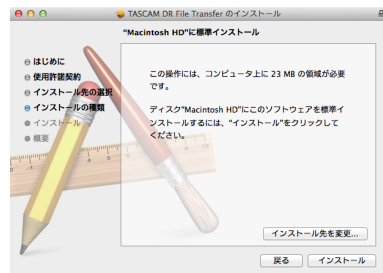 TASCAM DR File Transfer のインストール
"Macintosh HD"に標準インストール
はじめに
使用許諾契約
インストール先の選択
インストールの種類
インストール
概要
この操作には、コンピュータ上に 23 MB の領域が必要
です。
ディスク"Macintosh HD"にこのソフトウェアを標準イ
ンストールするには、"インストール"をクリックして
ください。
インストール先を変更...
戻る
インストール